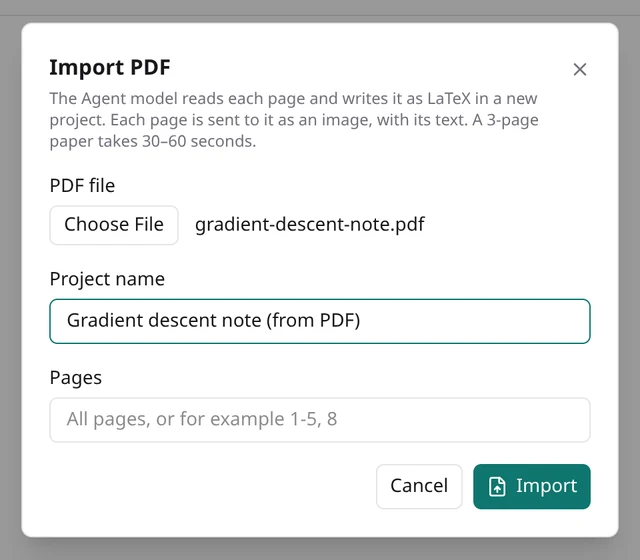 Import PDF
The Agent model reads each page and writes it as LaTeX in a new
project. Each page is sent to it as an image, with its text. A 3-page
paper takes 30–60 seconds.
PDF file
Choose File gradient-descent-note.pdf
Project name
Gradient descent note (from PDF)
Pages
All pages, or for example 1-5, 8
Cancel Import